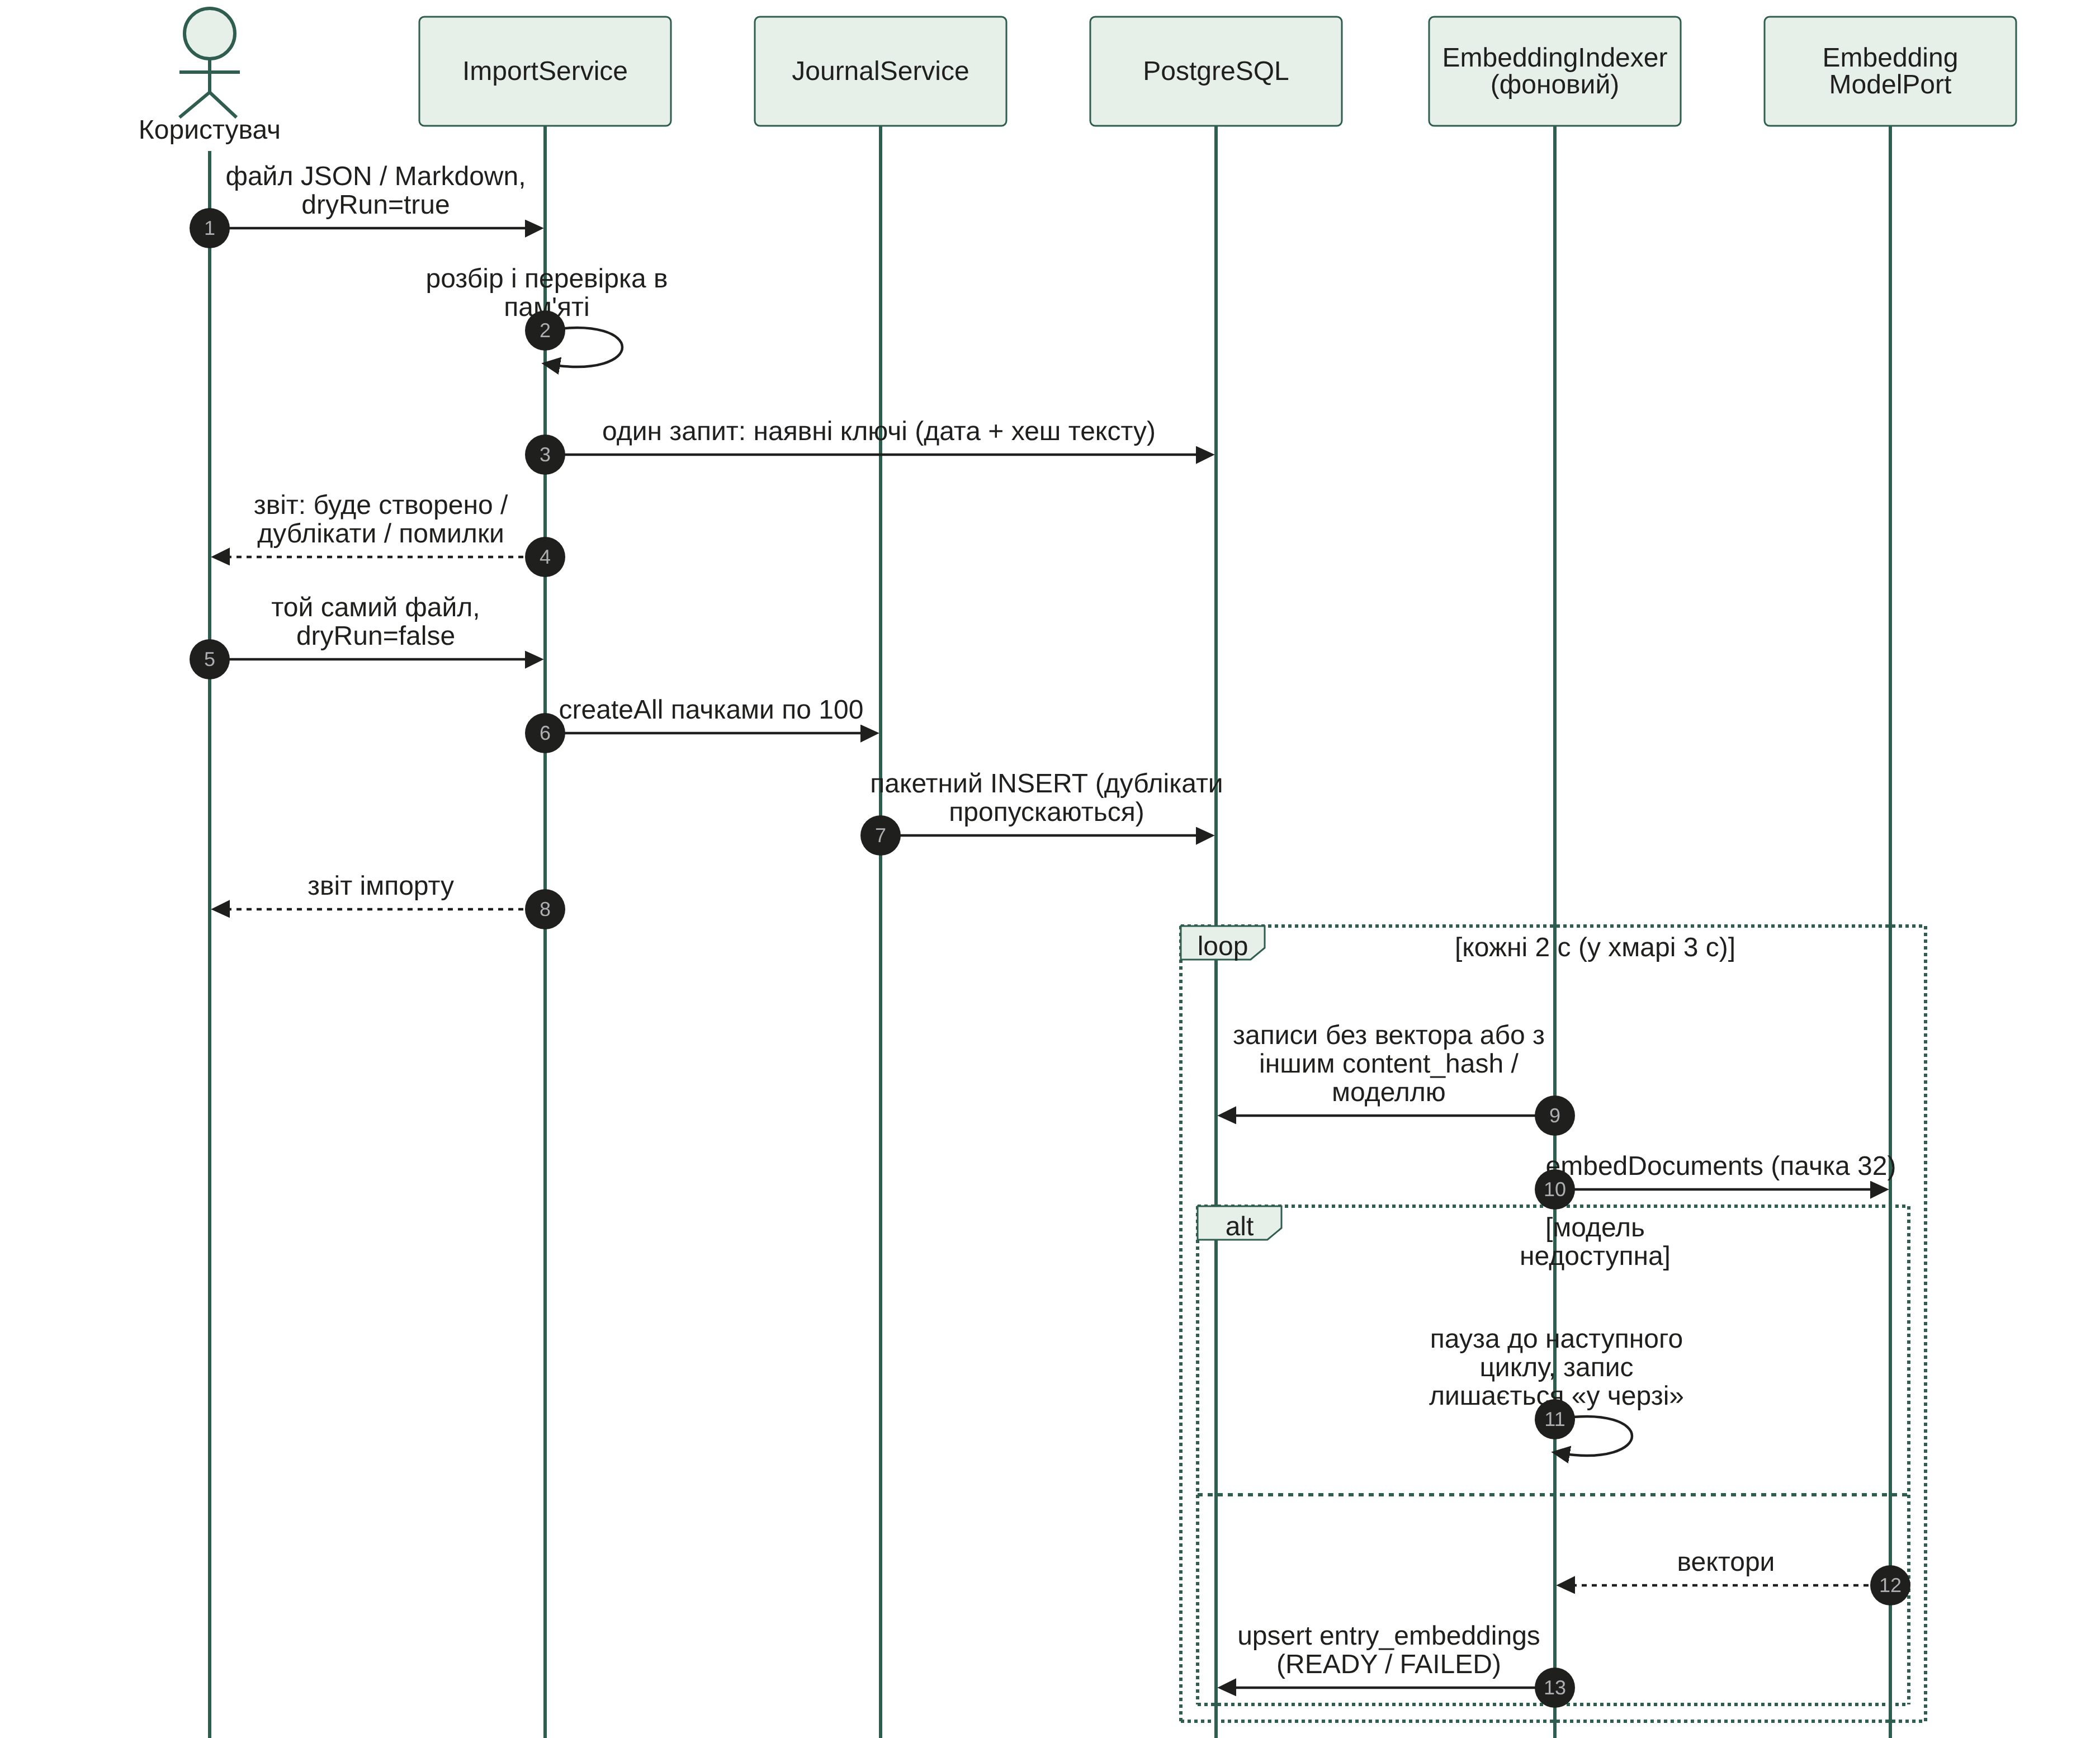 Користувач
ImportService
JournalService
PostgreSQL
EmbeddingIndexer
(фоновий)
Embedding
ModelPort
файл JSON / Markdown,
dryRun=true
1
розбір і перевірка в
пам'яті
2
один запит: наявні ключі (дата + хеш тексту)
3
звіт: буде створено /
дублікати / помилки
4
той самий файл,
dryRun=false
5
createAll пачками по 100
6
пакетний INSERT (дублікати
пропускаються)
7
звіт імпорту
8
loop
[кожні 2 с (у хмарі 3 с)]
записи без вектора або з
іншим content_hash /
моделлю
9
embedDocuments (пачка 32)
10
alt
[модель
недоступна]
пауза до наступного
циклу, запис
лишається «у черзі»
11
вектори
12
upsert entry_embeddings
(READY / FAILED)
13